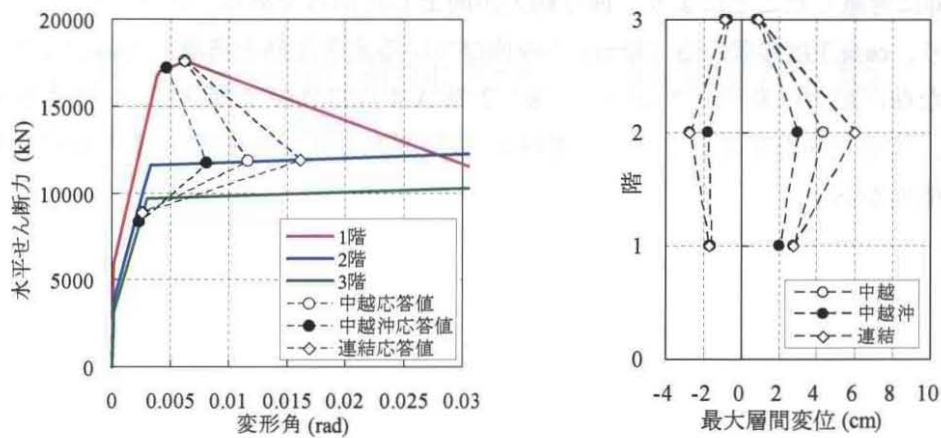 水平せん断力 (kN)
20000
15000
10000
5000
0
1階
2階
3階
中越応答値
中越沖応答値
連結応答値
0 0.005 0.01 0.015 0.02 0.025 0.03
変形角 (rad)
階
3
2
1
0
中越
中越沖
連結
-4 -2 0 2 4 6 8 10
最大層間変位 (cm)